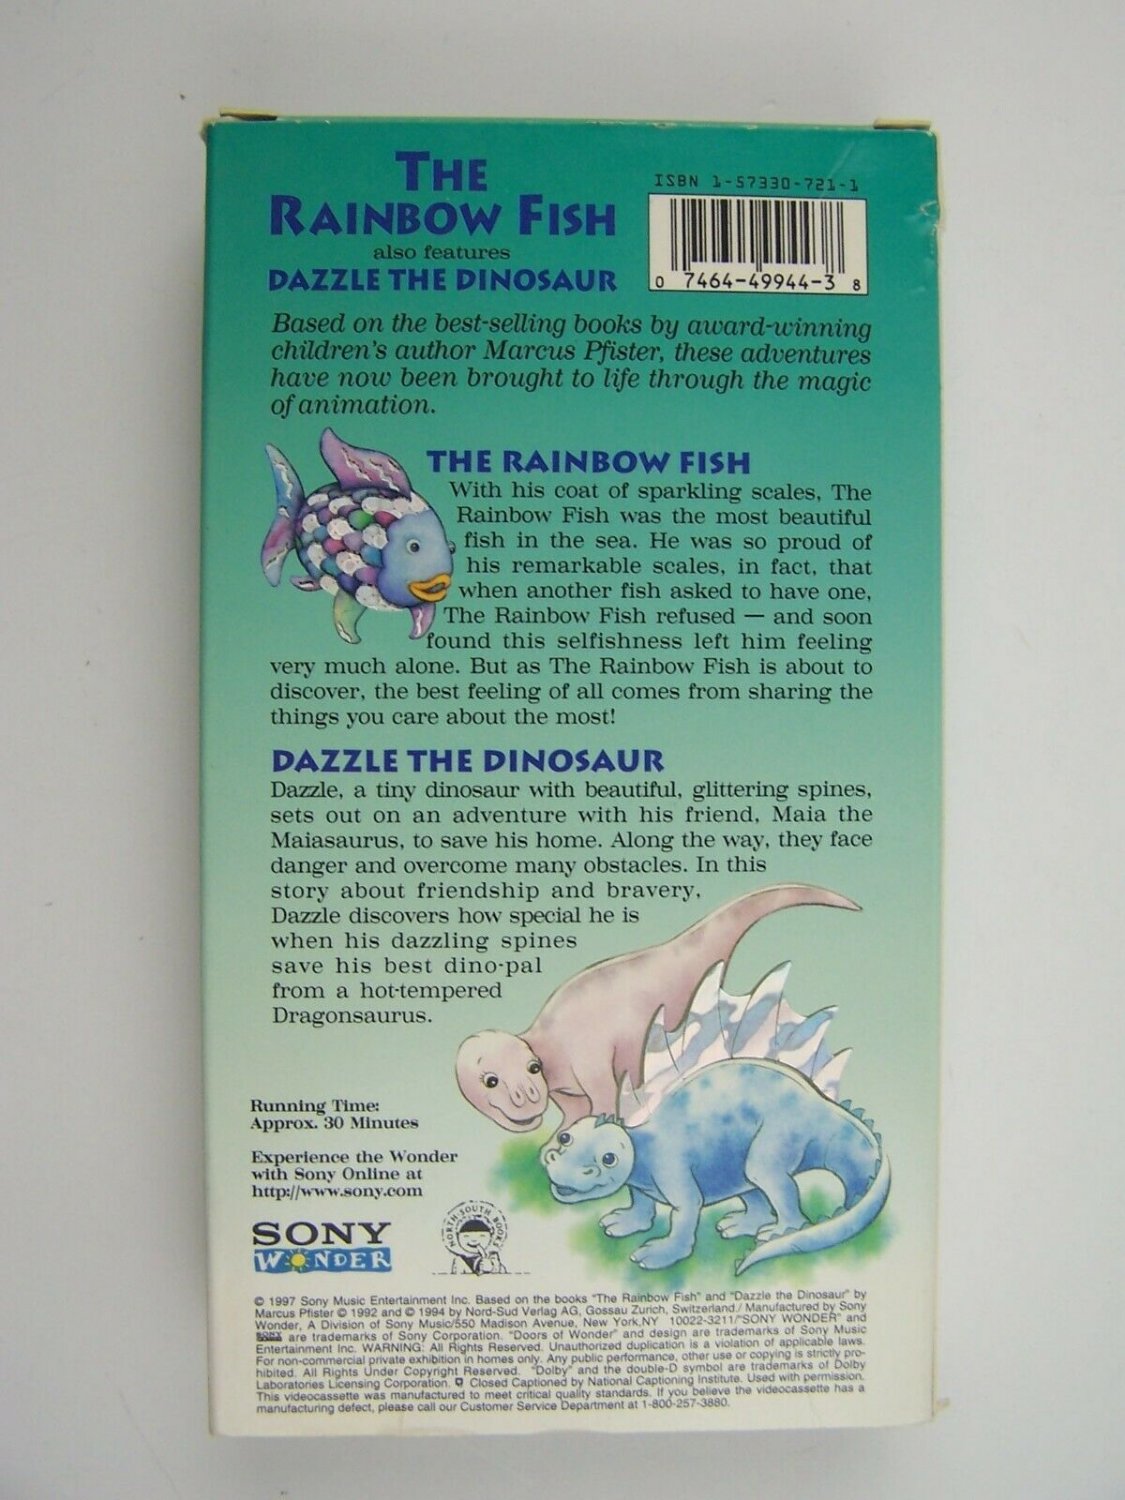 THE
RAINBOW FISH
also features
DAZZLE THE DINOSAUR
ISBN 1-57330-721-1
0 7464-49944-3 8
Based on the best-selling books by award-winning
children's author Marcus Pfister, these adventures
have now been brought to life through the magic
of animation.
THE RAINBOW FISH
With his coat of sparkling scales, The
Rainbow Fish was the most beautiful
fish in the sea. He was so proud of
his remarkable scales, in fact, that
when another fish asked to have one,
The Rainbow Fish refused — and soon
found this selfishness left him feeling
very much alone. But as The Rainbow Fish is about to
discover, the best feeling of all comes from sharing the
things you care about the most!
DAZZLE THE DINOSAUR
Dazzle, a tiny dinosaur with beautiful, glittering spines,
sets out on an adventure with his friend, Maia the
Maiasaurus, to save his home. Along the way, they face
danger and overcome many obstacles. In this
story about friendship and bravery,
Dazzle discovers how special he is
when his dazzling spines
save his best dino-pal
from a hot-tempered
Dragonsaurus.
Running Time:
Approx. 30 Minutes
Experience the Wonder
with Sony Online at
http://www.sony.com
SONY
WONDER
NORTH-SOUTH BOOKS
© 1997 Sony Music Entertainment Inc. Based on the books "The Rainbow Fish" and "Dazzle the Dinosaur" by
Marcus Pfister © 1992 and © 1994 by Nord-Sud Verlag AG, Gossau Zurich, Switzerland./ Manufactured by Sony
Wonder, A Division of Sony Music/550 Madison Avenue, New York,NY 10022-3211/"SONY WONDER" and
are trademarks of Sony Corporation. "Doors of Wonder" and design are trademarks of Sony Music
Entertainment Inc. WARNING: All Rights Reserved. Unauthorized duplication is a violation of applicable laws.
For non-commercial private exhibition in homes only. Any public performance, other use or copying is strictly pro-
hibited. All Rights Under Copyright Reserved. "Dolby" and the double-D symbol are trademarks of Dolby
Laboratories Licensing Corporation. Closed Captioned by National Captioning Institute. Used with permission.
This videocassette was manufactured to meet critical quality standards. If you believe the videocassette has a
manufacturing defect, please call our Customer Service Department at 1-800-257-3880.